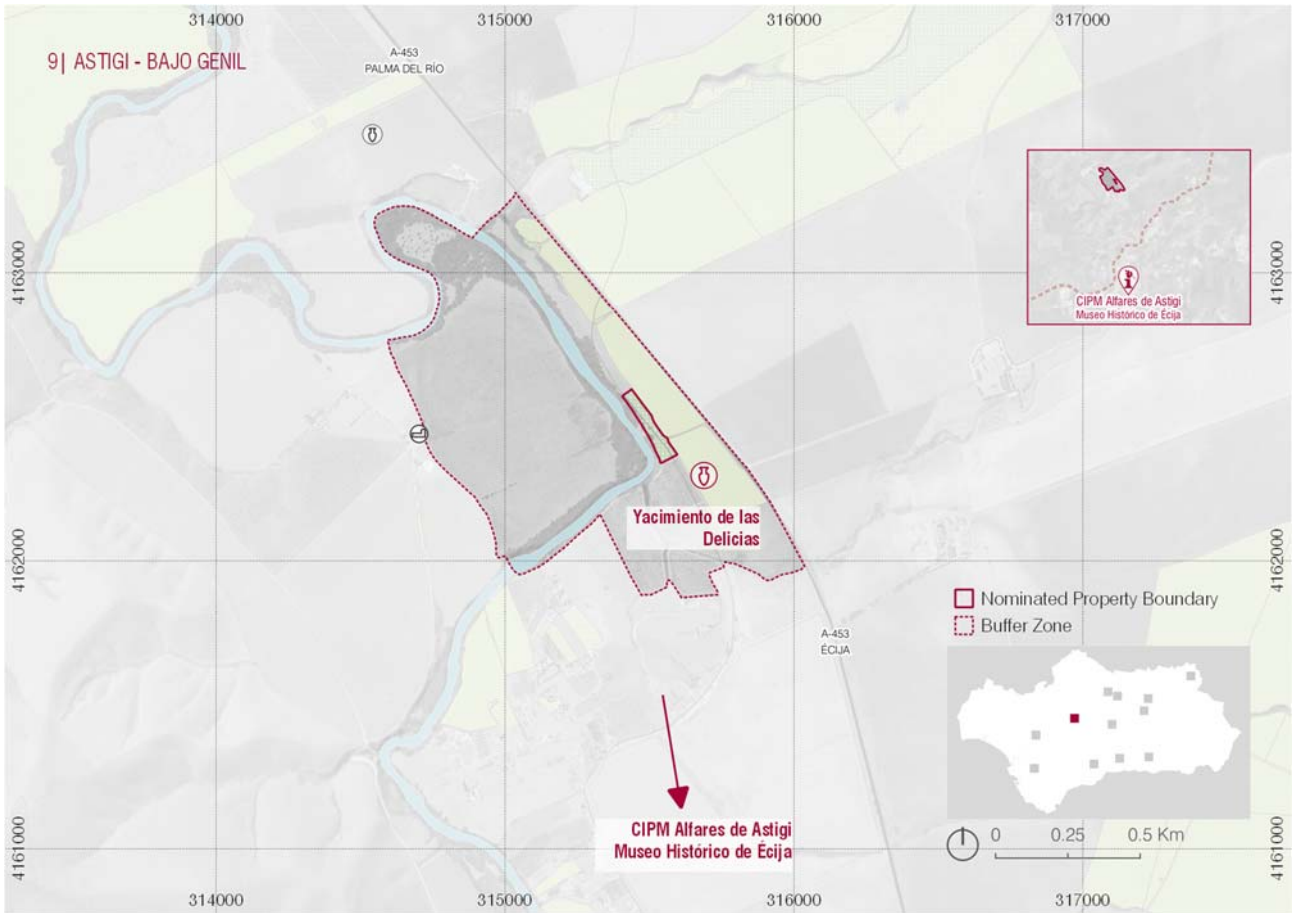 314000
315000
316000
317000
9| ASTIGI - BAJO GENIL
A-453
PALMA DEL RÍO
4163000
4163000
CIPM Alfares de Astigi
Museo Histórico de Écija
Yacimiento de las
Delicias
4162000
4162000
Nominated Property Boundary
Buffer Zone
A-453
ÉCIJA
CIPM Alfares de Astigi
Museo Histórico de Écija
0 0.25 0.5 Km
4161000
4161000
314000
315000
316000
317000